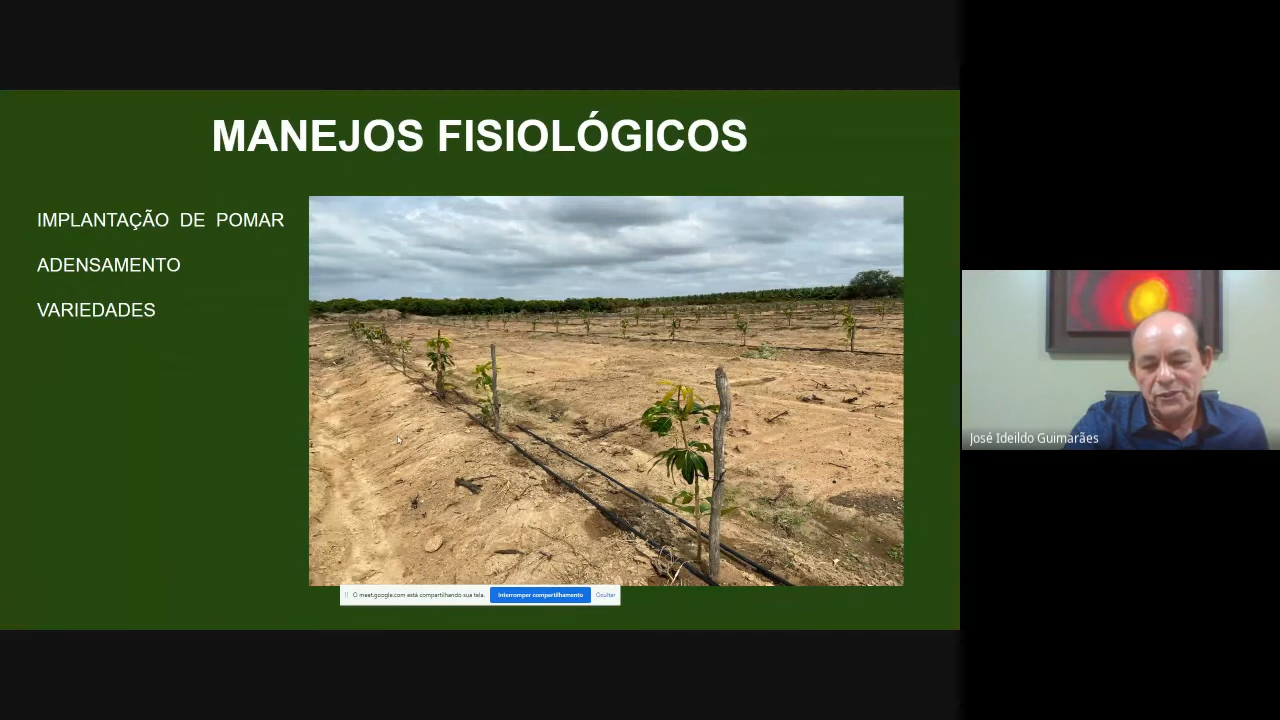 MANEJOS FISIOLÓGICOS
IMPLANTAÇÃO DE POMAR
ADENSAMENTO
VARIEDADES
José Ideildo Guimarães
O meet.google.com está compartilhando sua tela.
Interromper compartilhamento
Ocultar